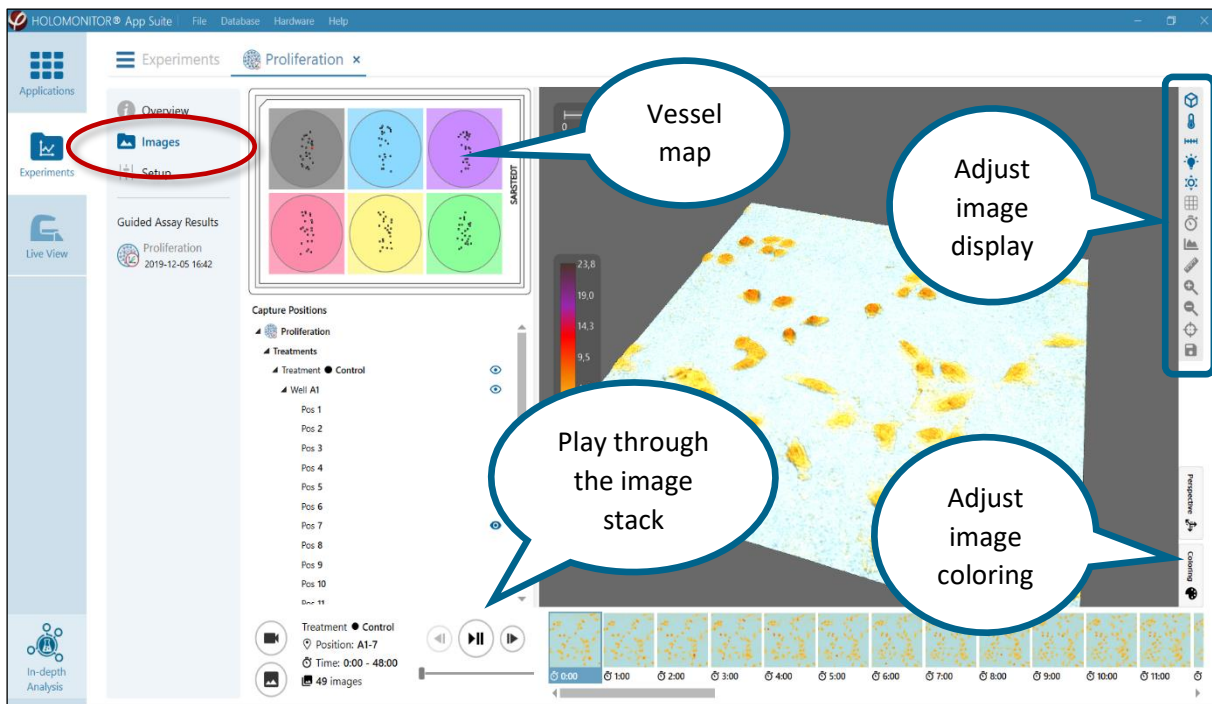 HOLOMONITOR® App Suite File Database Hardware Help
Applications
Experiments
Live View
In-depth
Analysis
Experiments
Proliferation ×
Overview
Images
Setup
Guided Assay Results
Proliferation
2019-12-05 16:42
SARSTEDT
Vessel
map
Adjust
image
display
Play through
the image
stack
Adjust
image
coloring
0
23,8
19,0
14,3
9,5
Capture Positions
Proliferation
Treatments
Treatment ● Control
Well A1
Pos 1
Pos 2
Pos 3
Pos 4
Pos 5
Pos 6
Pos 7
Pos 8
Pos 9
Pos 10
Pos 11
Treatment ● Control
Position: A1-7
Time: 0:00 - 48:00
49 images
Perspective
Coloring
0:00 1:00 2:00 3:00 4:00 5:00 6:00 7:00 8:00 9:00 10:00 11:00